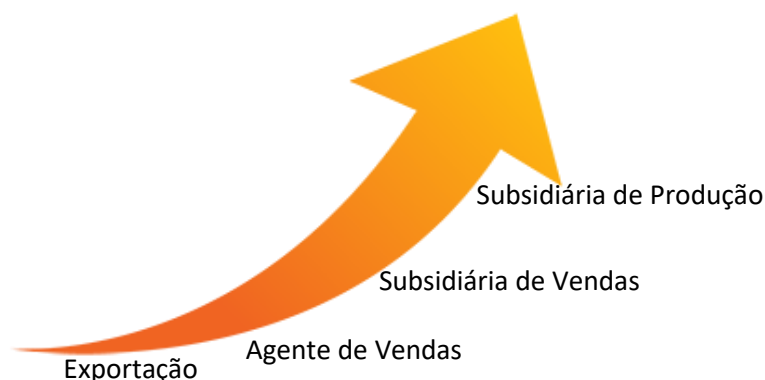 Subsidiária de Produção
Subsidiária de Vendas
Agente de Vendas
Exportação